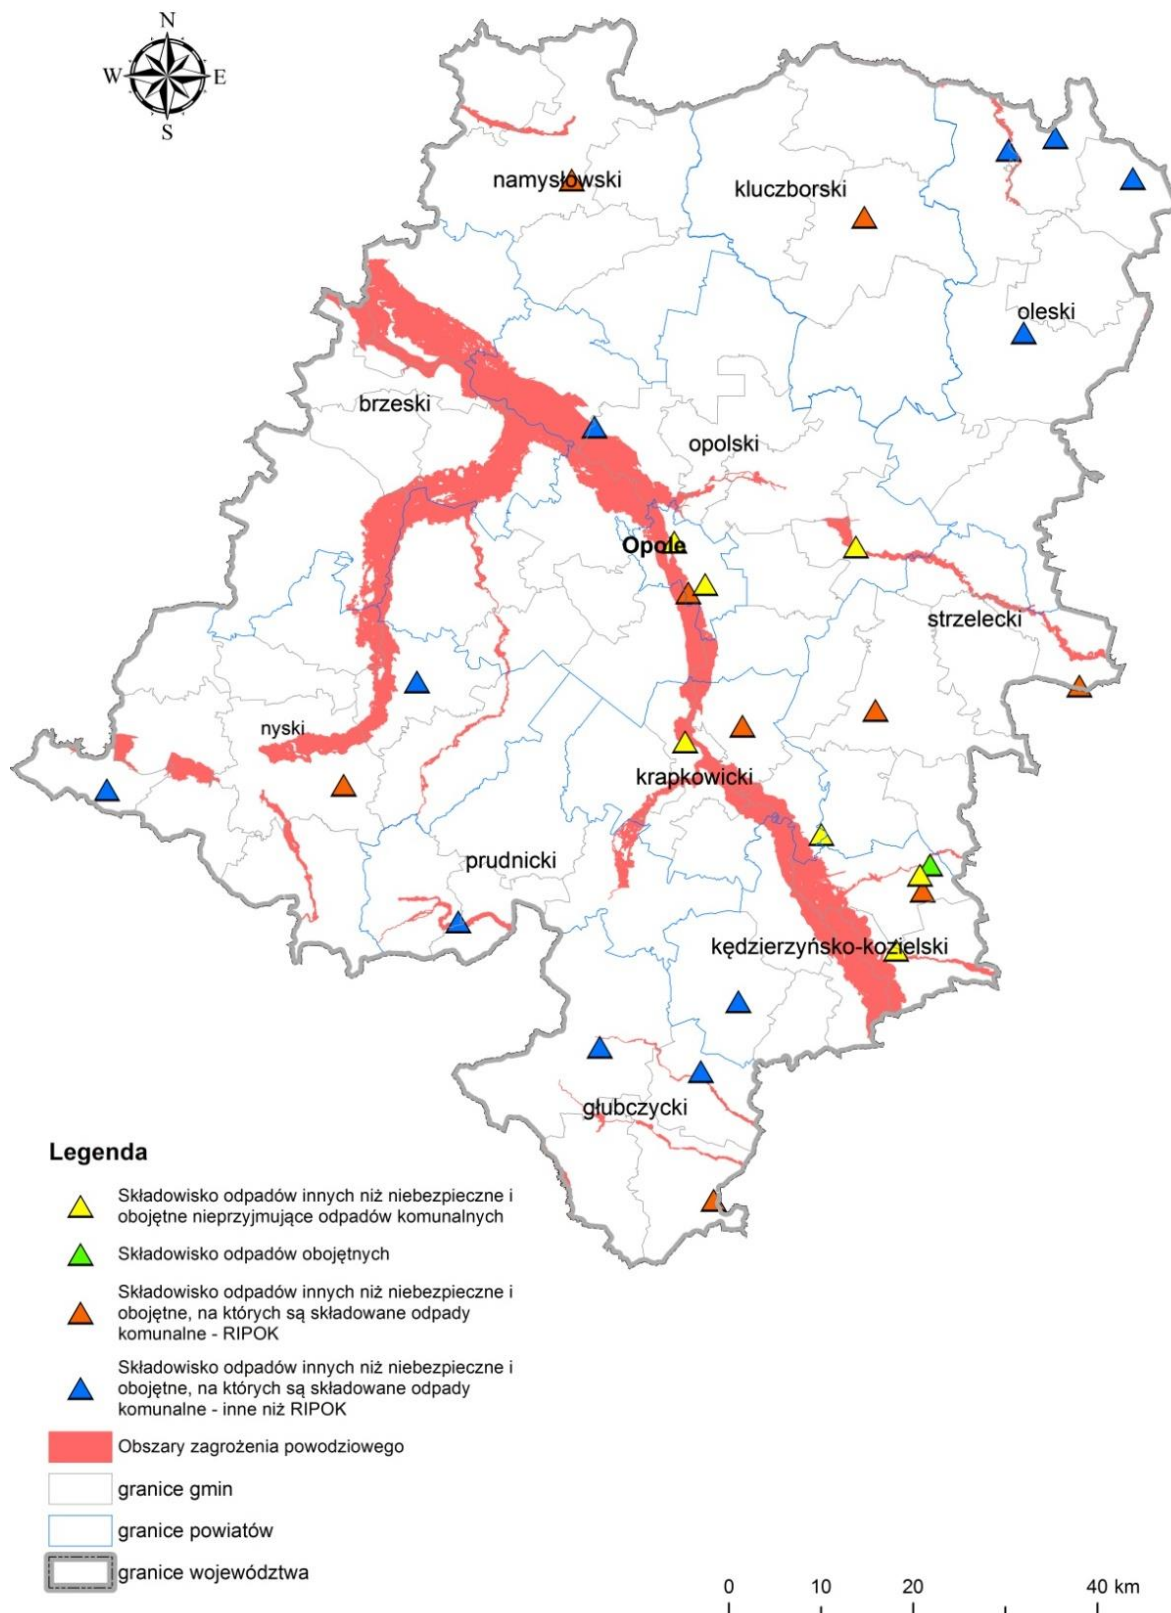 N
W E
S
namysłowski
kluczborski
oleski
brzeski
opolski
Opole
strzelecki
nyski
krapkowicki
prudnicki
kędzierzyńsko-kozielski
głubczycki
Legenda
Składowisko odpadów innych niż niebezpieczne i
obojętne nieprzyjmujące odpadów komunalnych
Składowisko odpadów obojętnych
Składowisko odpadów innych niż niebezpieczne i
obojętne, na których są składowane odpady
komunalne - RIPOK
Składowisko odpadów innych niż niebezpieczne i
obojętne, na których są składowane odpady
komunalne - inne niż RIPOK
Obszary zagrożenia powodziowego
granice gmin
granice powiatów
granice województwa
0 10 20 40 km